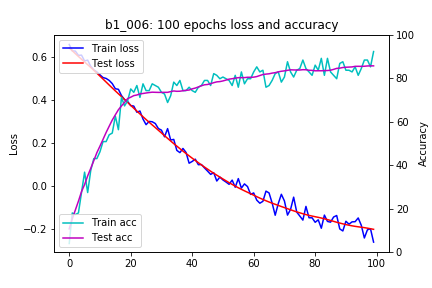 b1_006: 100 epochs loss and accuracy
Train loss
Test loss
Train acc
Test acc
Loss
Accuracy
0.6
0.4
0.2
0.0
−0.2
100
80
60
40
20
0
0 20 40 60 80 100